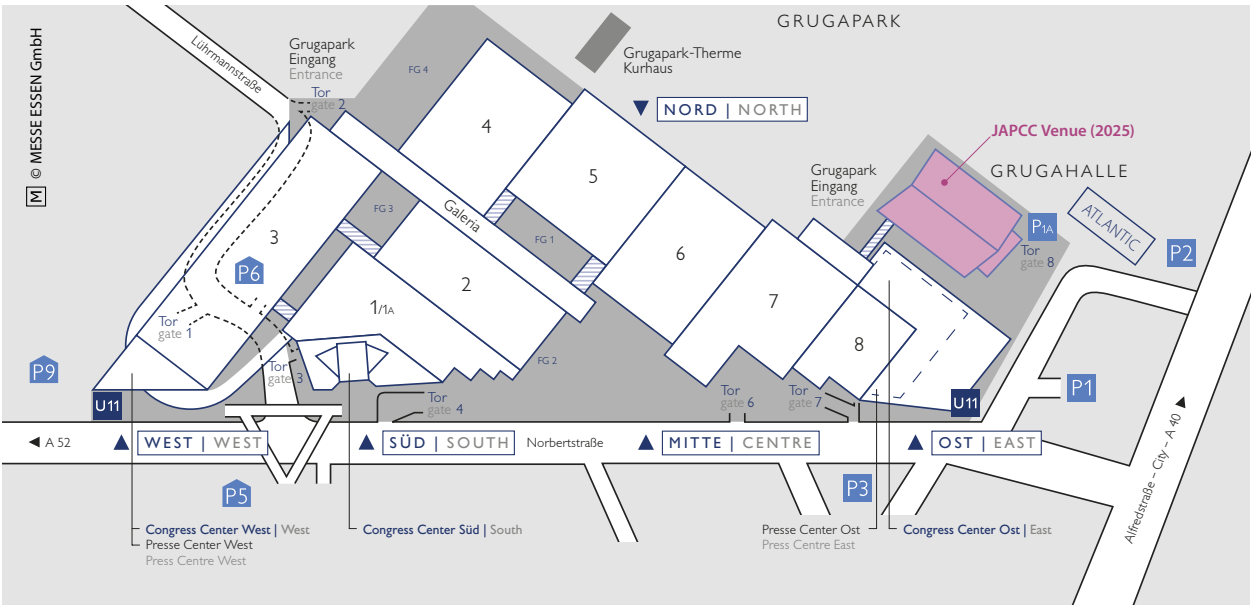 M © MESSE ESSEN GmbH
Lührmannstraße
Grugapark
Eingang
Entrance
FG 4
Tor
gate 2
Grugapark-Therme
Kurhaus
GRUGAPARK
NORD | NORTH
JAPCC Venue (2025)
GRUGAHALLE
Grugapark
Eingang
Entrance
P1A
ATLANTIC
P2
Tor
gate 8
4
5
FG 3
Galeria
FG 1
3
P6
2
6
1/1A
7
8
Tor
gate 1
Tor
gate 3
FG 2
P9
U11
Tor
gate 4
Tor
gate 6
Tor
gate 7
U11
P1
A 52
WEST | WEST
SÜD | SOUTH
Norbertstraße
MITTE | CENTRE
OST | EAST
Alfredstraße – City – A 40
P5
P3
Congress Center West | West
Presse Center West
Press Centre West
Congress Center Süd | South
Presse Center Ost
Press Centre East
Congress Center Ost | East